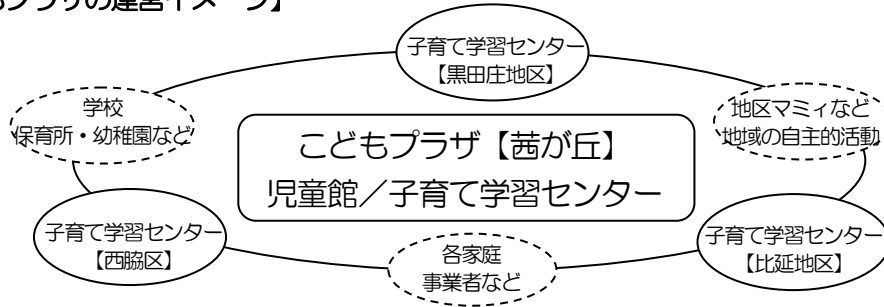 プラザの運営イメージ】
子育て学習センター
【黒田庄地区】
学校
保育所・幼稚園など
地区マミィなど
地域の自主的活動
こどもプラザ【茜が丘】
児童館／子育て学習センター
子育て学習センター
【西脇区】
各家庭
事業者など
子育て学習センター
【比延地区】